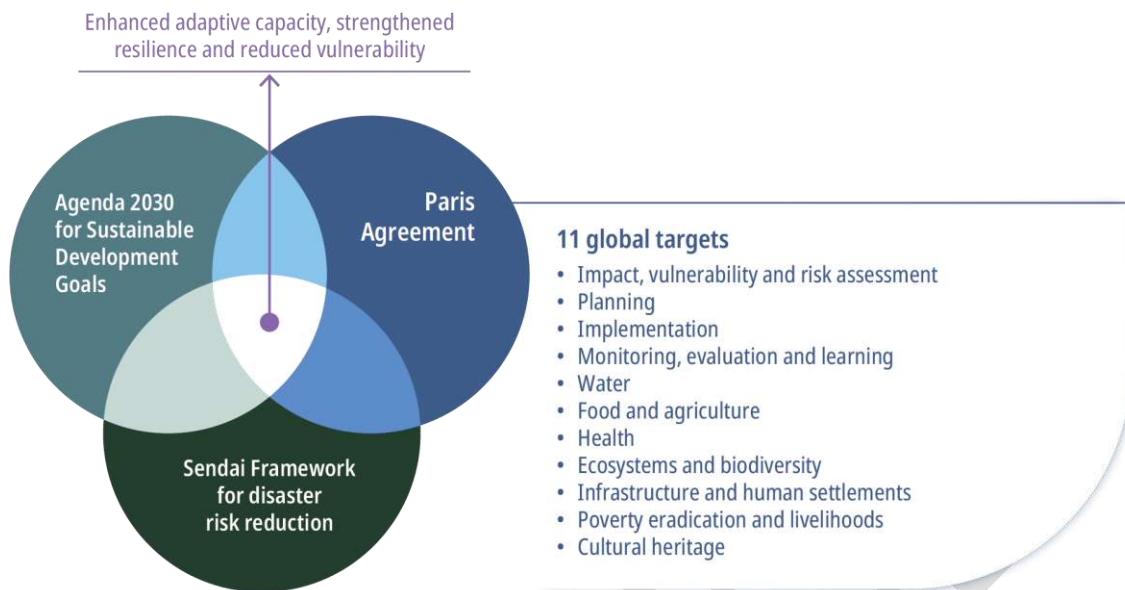 Enhanced adaptive capacity, strengthened
resilience and reduced vulnerability
Agenda 2030
for Sustainable
Development
Goals
Paris
Agreement
Sendai Framework
for disaster
risk reduction
11 global targets
• Impact, vulnerability and risk assessment
• Planning
• Implementation
• Monitoring, evaluation and learning
• Water
• Food and agriculture
• Health
• Ecosystems and biodiversity
• Infrastructure and human settlements
• Poverty eradication and livelihoods
• Cultural heritage